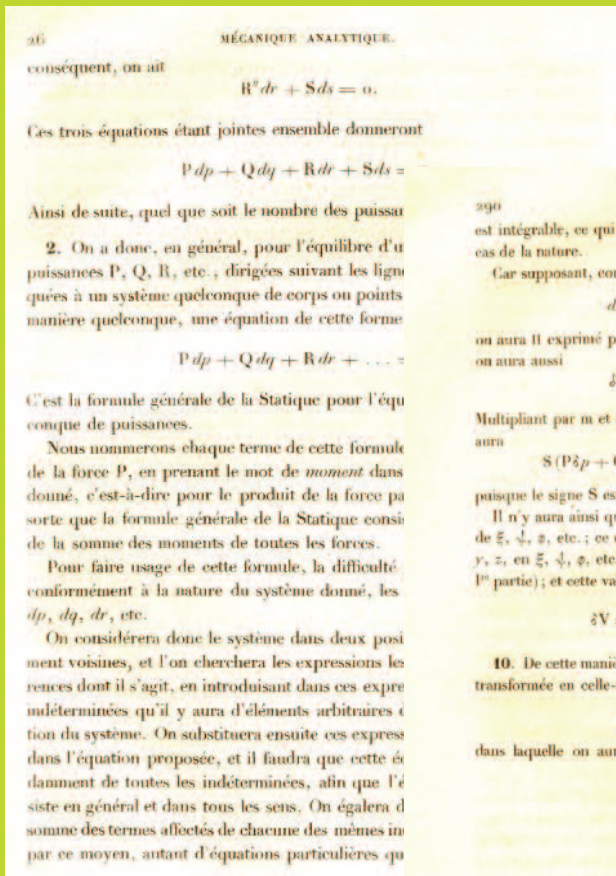 26 MÉCANIQUE ANALYTIQUE.
conséquent, on ait
R″dr + Sds = 0.
Ces trois équations étant jointes ensemble donneront
Pdp + Qdq + Rdr + Sds =
Ainsi de suite, quel que soit le nombre des puissan
2. On a donc, en général, pour l'équilibre d'u
puissances P, Q, R, etc., dirigées suivant les lign
quées à un système quelconque de corps ou points
manière quelconque, une équation de cette forme
Pdp + Qdq + Rdr + ... =
C'est la formule générale de la Statique pour l'équ
conque de puissances.
Nous nommerons chaque terme de cette formule
de la force P, en prenant le mot de moment dans
donné, c'est-à-dire pour le produit de la force pa
sorte que la formule générale de la Statique consi
de la somme des moments de toutes les forces.
Pour faire usage de cette formule, la difficulté
conformément à la nature du système donné, les
dp, dq, dr, etc.
On considérera donc le système dans deux posi
ment voisines, et l'on cherchera les expressions les
rences dont il s'agit, en introduisant dans ces expre
indéterminées qu'il y aura d'éléments arbitraires d
tion du système. On substituera ensuite ces express
dans l'équation proposée, et il faudra que cette éq
damment de toutes les indéterminées, afin que l'é
siste en général et dans tous les sens. On égalera d
somme des termes affectés de chacune des mêmes in
par ce moyen, autant d'équations particulières qu
290
est intégrable, ce qui
cas de la nature.
Car supposant, con
d
on aura Π exprimé p
on aura aussi
δ
Multipliant par m et
aura
S(Pδp +
puisque le signe S es
Il n'y aura ainsi qu
de ξ, ψ, φ, etc.; ce
y, z, en ξ, ψ, φ, etc
Iʳᵉ partie); et cette va
δV
10. De cette maniè
transformée en celle-
dans laquelle on aur